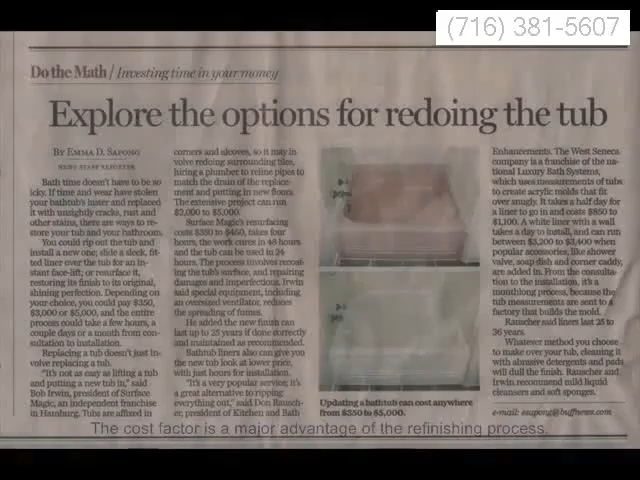 (716) 381-5607
Do the Math / Investing time in your money
Explore the options for redoing the tub
BY EMMA D. SAPONG
NEWS STAFF REPORTER
Bath time doesn't have to be so
icky. If time and wear have stolen
your bathtub's luster and replaced
it with unsightly cracks, rust and
other stains, there are ways to re-
store your tub and your bathroom.
You could rip out the tub and
install a new one, slide a sleek, fit-
ted liner over the tub for an in-
stant face-lift; or resurface it,
restoring its finish to its original,
shining perfection. Depending on
your choice, you could pay $350,
$3,000 or $5,000, and the entire
process could take a few hours, a
couple days or a month from con-
sultation to installation.
Replacing a tub doesn't just in-
volve replacing a tub.
"It's not as easy as lifting a tub
and putting a new tub in," said
Bob Irwin, president of Surface
Magic, an independent franchise
in Hamburg. Tubs are affixed in
corners and alcoves, so it may in-
volve redoing surrounding tiles,
hiring a plumber to reline pipes to
match the drain of the replace-
ment and putting in new floors.
The extensive project can run
$2,000 to $5,000.
Surface Magic's resurfacing
costs $350 to $450, takes four
hours, the work cures in 48 hours
and the tub can be used in 24
hours. The process involves recoat-
ing the tub's surface, and repairing
damages and imperfections. Irwin
said special equipment, including
an oversized ventilator, reduces
the spreading of fumes.
He added the new finish can
last up to 25 years if done correctly
and maintained as recommended.
Bathtub liners also can give you
the new tub look at lower price,
with just hours for installation.
"It's a very popular service; it's
a great alternative to ripping
everything out," said Don Rausch-
er, president of Kitchen and Bath
Updating a bathtub can cost anywhere
from $350 to $5,000.
Enhancements. The West Seneca
company is a franchise of the na-
tional Luxury Bath Systems,
which uses measurements of tubs
to create acrylic molds that fit
over snugly. It takes a half day for
a liner to go in and costs $850 to
$1,100. A white liner with a wall
takes a day to install, and can run
between $3,200 to $3,400 when
popular accessories, like shower
valve, soap dish and corner caddy,
are added in. From the consulta-
tion to the installation, it's a
monthlong process, because the
tub measurements are sent to a
factory that builds the mold.
Rauscher said liners last 25 to
36 years.
Whatever method you choose
to make over your tub, cleaning it
with abrasive detergents and pads
will dull the finish. Rauscher and
Irwin recommend mild liquid
cleansers and soft sponges.
e-mail: esapong@buffnews.com
The cost factor is a major advantage of the refinishing process.